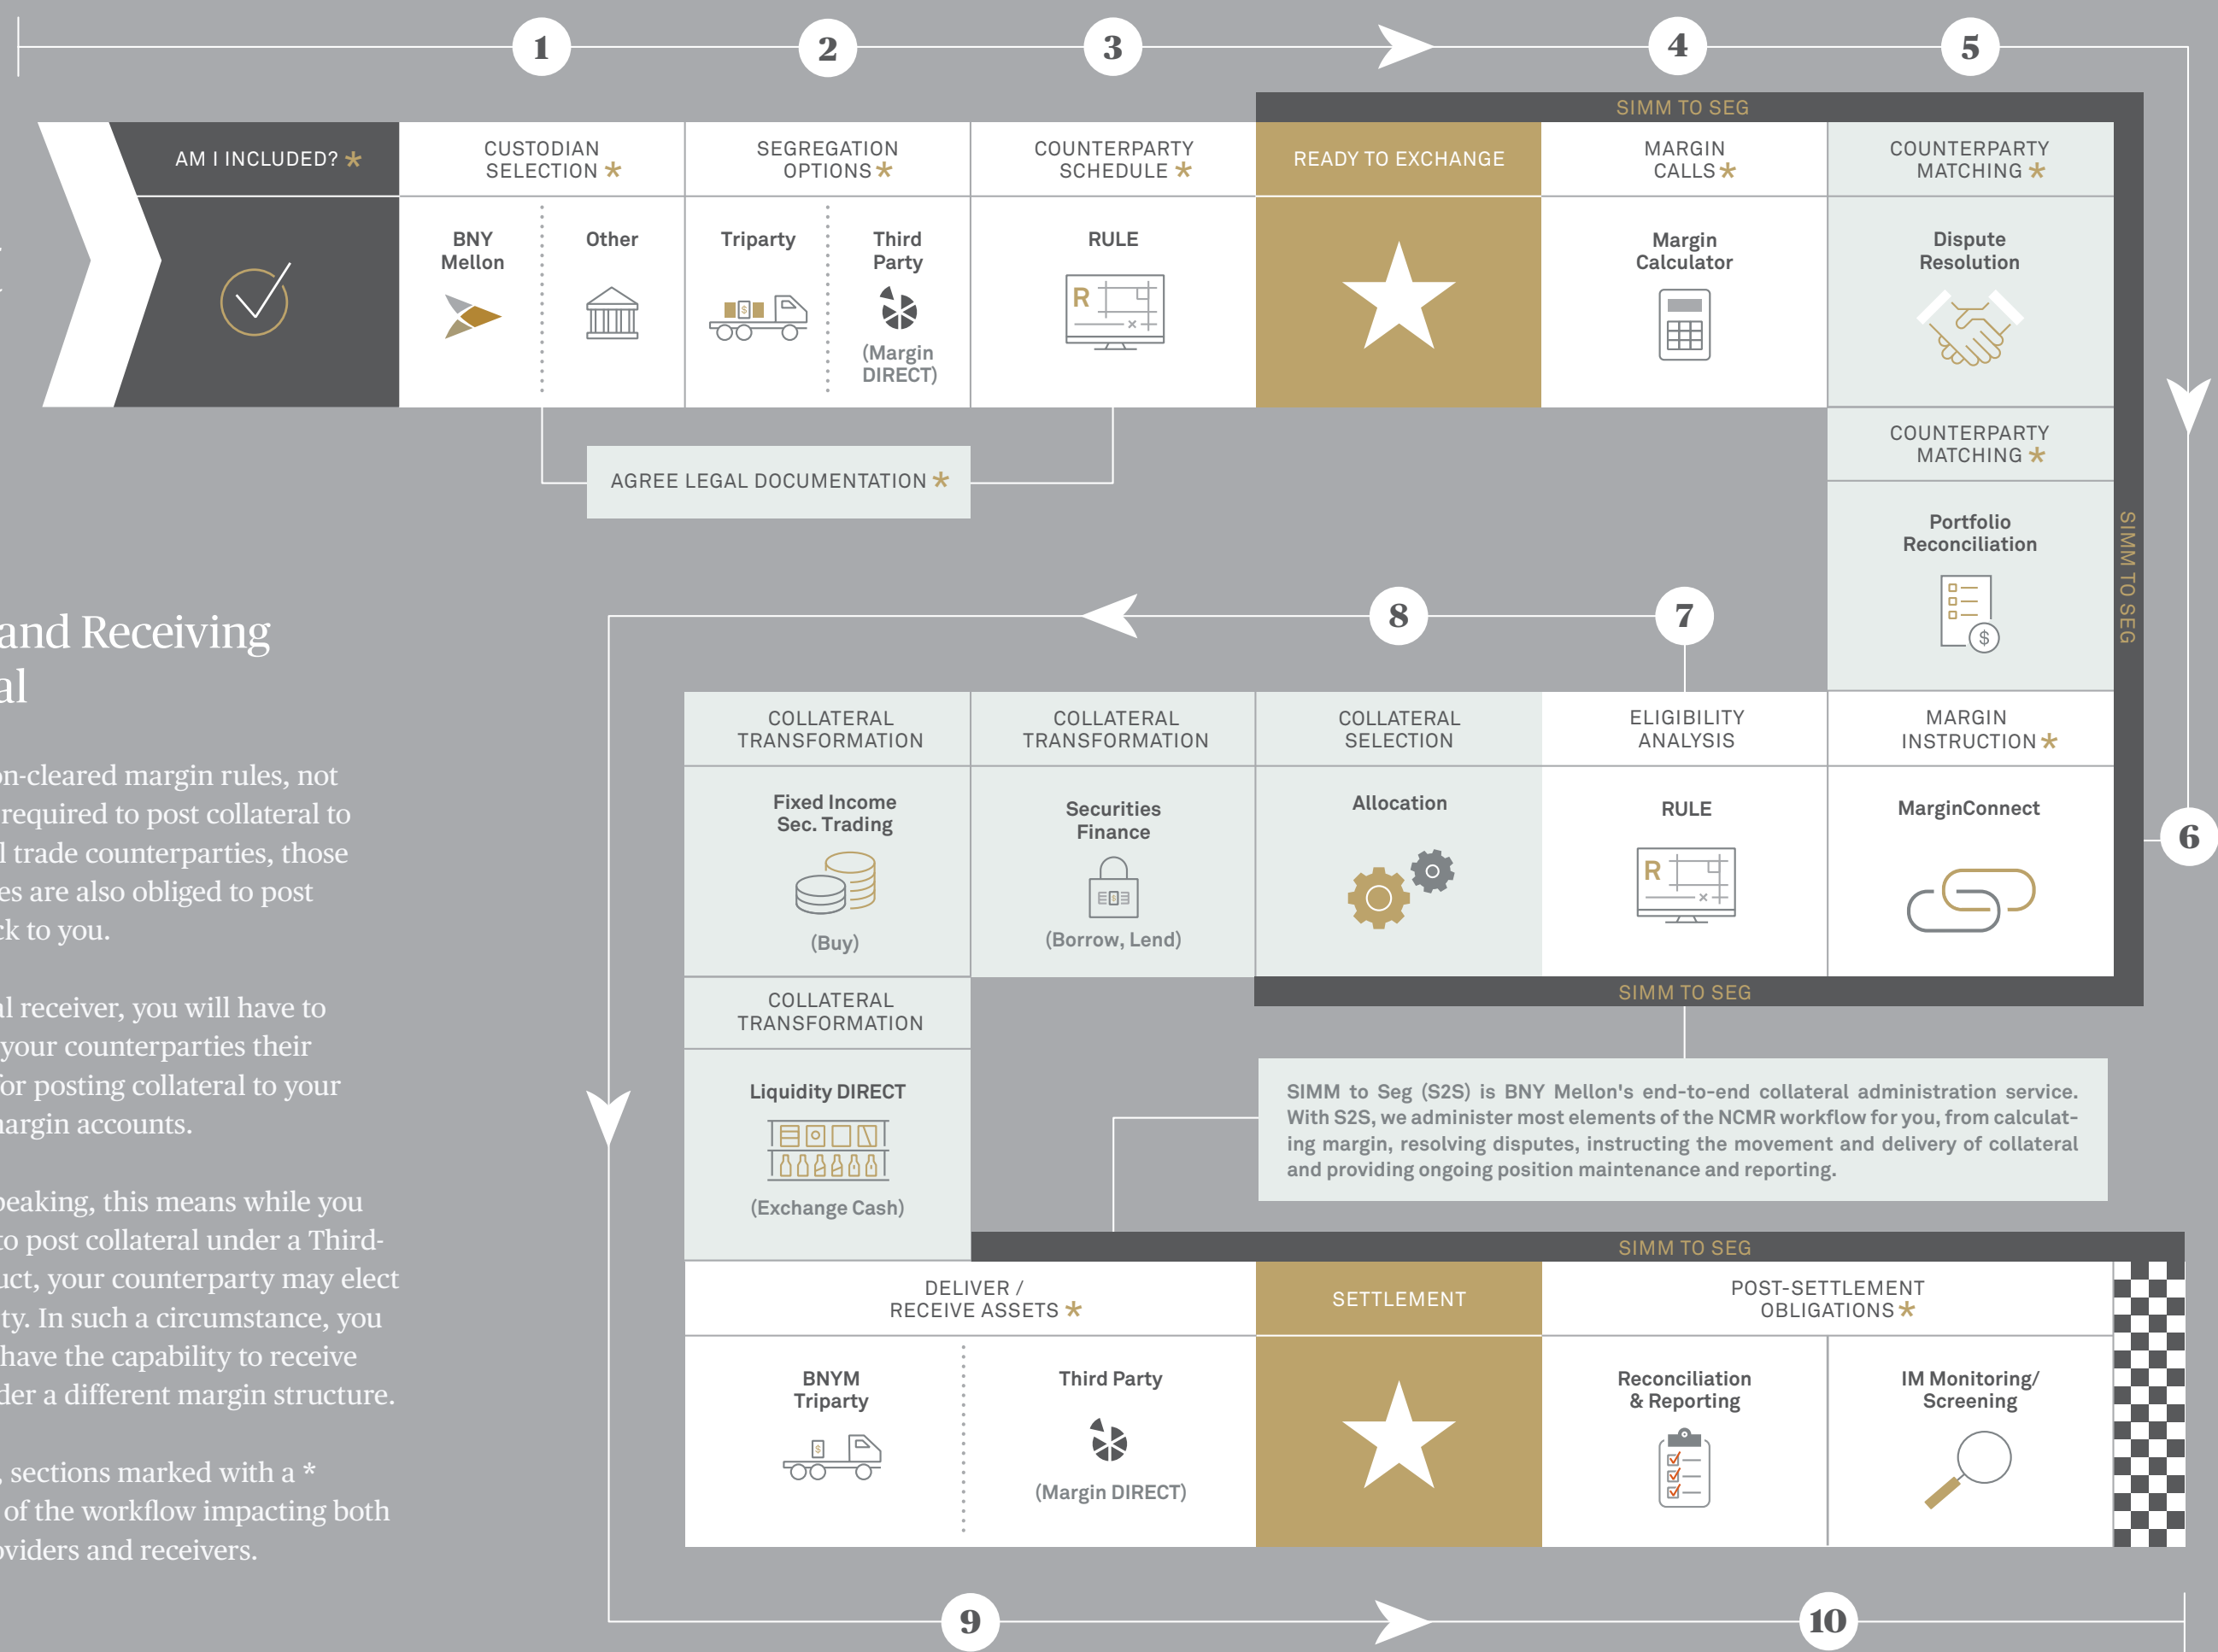 1
2
3
4
5
SIMM TO SEG
AM I INCLUDED? *
CUSTODIAN
SELECTION *
SEGREGATION
OPTIONS *
COUNTERPARTY
SCHEDULE *
READY TO EXCHANGE
MARGIN
CALLS *
COUNTERPARTY
MATCHING *
BNY
Mellon
Other
Triparty
Third
Party
(Margin
DIRECT)
RULE
R
Margin
Calculator
Dispute
Resolution
AGREE LEGAL DOCUMENTATION *
COUNTERPARTY
MATCHING *
Portfolio
Reconciliation
$
SIMM TO SEG
and Receiving
al
on-cleared margin rules, not
required to post collateral to
l trade counterparties, those
es are also obliged to post
ck to you.
al receiver, you will have to
your counterparties their
for posting collateral to your
margin accounts.
peaking, this means while you
to post collateral under a Third-
uct, your counterparty may elect
ty. In such a circumstance, you
have the capability to receive
der a different margin structure.
, sections marked with a *
of the workflow impacting both
oviders and receivers.
8
7
6
COLLATERAL
TRANSFORMATION
COLLATERAL
TRANSFORMATION
COLLATERAL
SELECTION
ELIGIBILITY
ANALYSIS
MARGIN
INSTRUCTION *
Fixed Income
Sec. Trading
(Buy)
Securities
Finance
(Borrow, Lend)
Allocation
RULE
R
MarginConnect
SIMM TO SEG
COLLATERAL
TRANSFORMATION
Liquidity DIRECT
(Exchange Cash)
SIMM to Seg (S2S) is BNY Mellon's end-to-end collateral administration service.
With S2S, we administer most elements of the NCMR workflow for you, from calculat-
ing margin, resolving disputes, instructing the movement and delivery of collateral
and providing ongoing position maintenance and reporting.
SIMM TO SEG
DELIVER /
RECEIVE ASSETS *
SETTLEMENT
POST-SETTLEMENT
OBLIGATIONS *
BNYM
Triparty
$
Third Party
(Margin DIRECT)
Reconciliation
& Reporting
IM Monitoring/
Screening
9
10